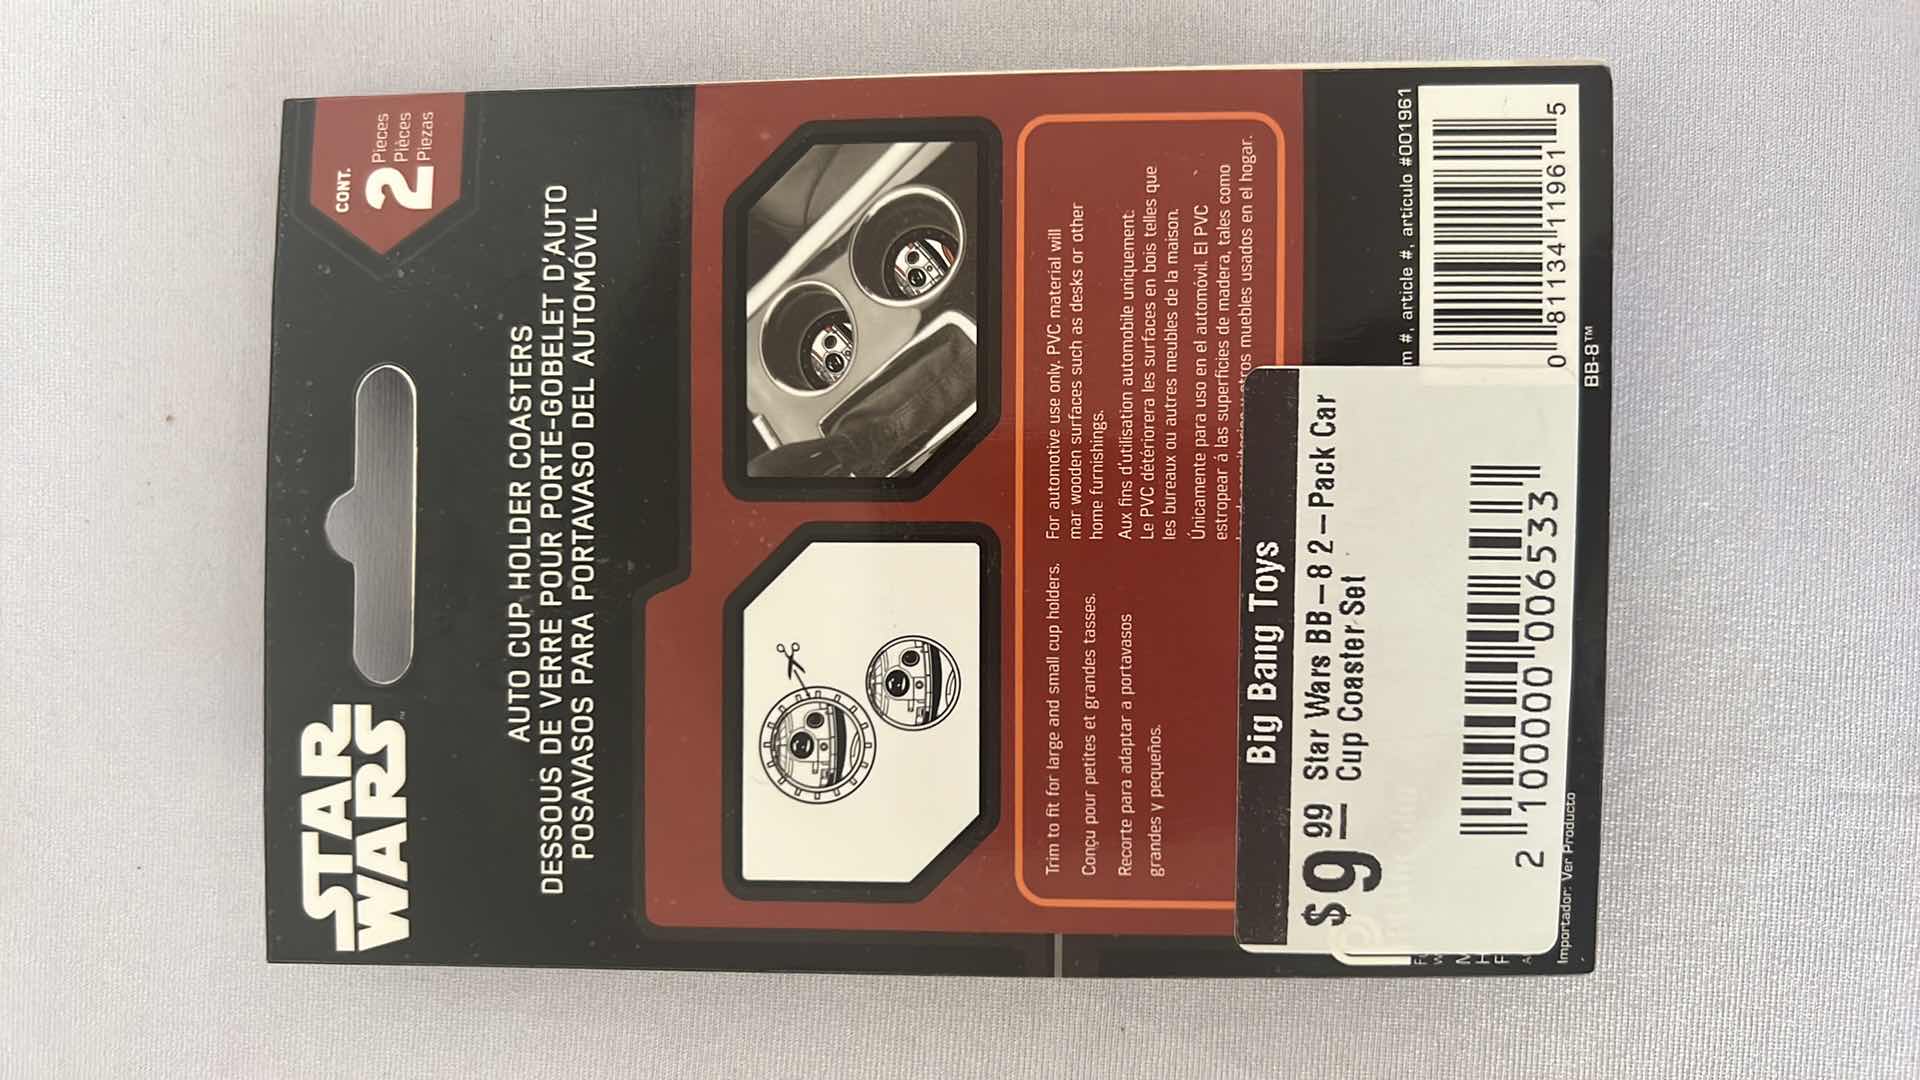 STAR
WARS™
CONT.
2 Pieces
Pièces
Piezas
AUTO CUP HOLDER COASTERS
DESSOUS DE VERRE POUR PORTE-GOBELET D'AUTO
POSAVASOS PARA PORTAVASO DEL AUTOMÓVIL
Trim to fit for large and small cup holders.
Conçu pour petites et grandes tasses.
Recorte para adaptar a portavasos
grandes y pequeños.
For automotive use only. PVC material will
mar wooden surfaces such as desks or other
home furnishings.
Aux fins d'utilisation automobile uniquement.
Le PVC détériorera les surfaces en bois telles que
les bureaux ou autres meubles de la maison.
Únicamente para uso en el automóvil. El PVC
estropear á las superficies de madera, tales como
otros muebles usados en el hogar.
Big Bang Toys
$9.99 Star Wars BB-8 2-Pack Car
Cup Coaster Set
2 100000 006533
m #, article #, articulo #001961
0 81134 11961 5
BB-8™
Importador: Ver Producto